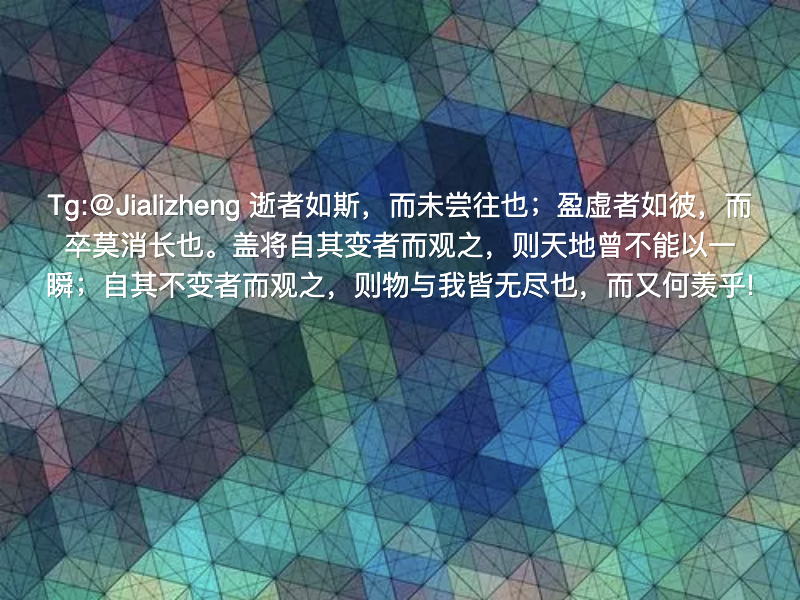 Tg:@Jializheng 逝者如斯，而未尝往也；盈虚者如彼，而
卒莫消长也。盖将自其变者而观之，则天地曾不能以一
瞬；自其不变者而观之，则物与我皆无尽也，而又何羡乎!